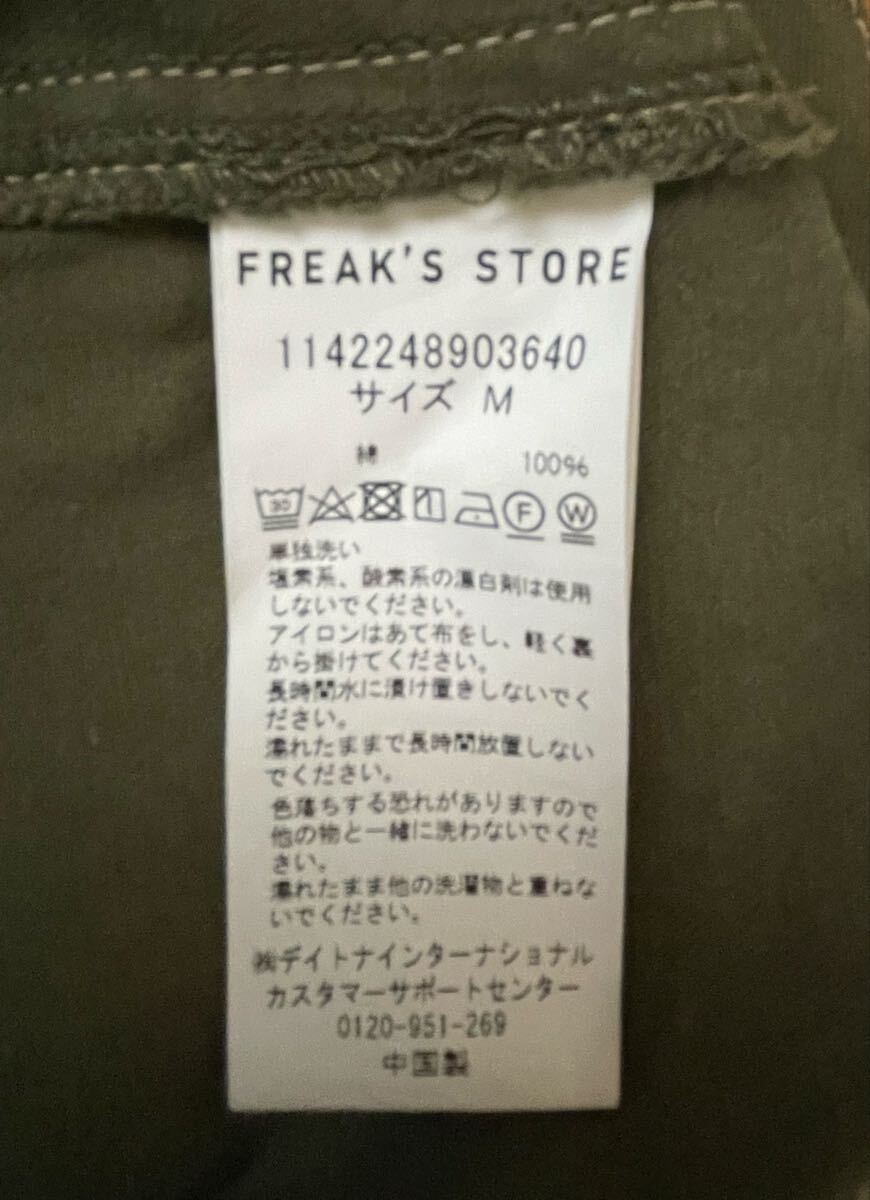 FREAK'S STORE
1142248903640
サイズ M
綿 100%
30 F W
単独洗い
塩素系、酸素系の漂白剤は使用
しないでください。
アイロンはあて布をし、軽く裏
から掛けてください。
長時間水に漬け置きしないでく
ださい。
濡れたままで長時間放置しない
でください。
色落ちする恐れがありますので
他の物と一緒に洗わないでくだ
さい。
濡れたまま他の洗濯物と重ねな
いでください。
㈱デイトナインターナショナル
カスタマーサポートセンター
0120-951-269
中国製